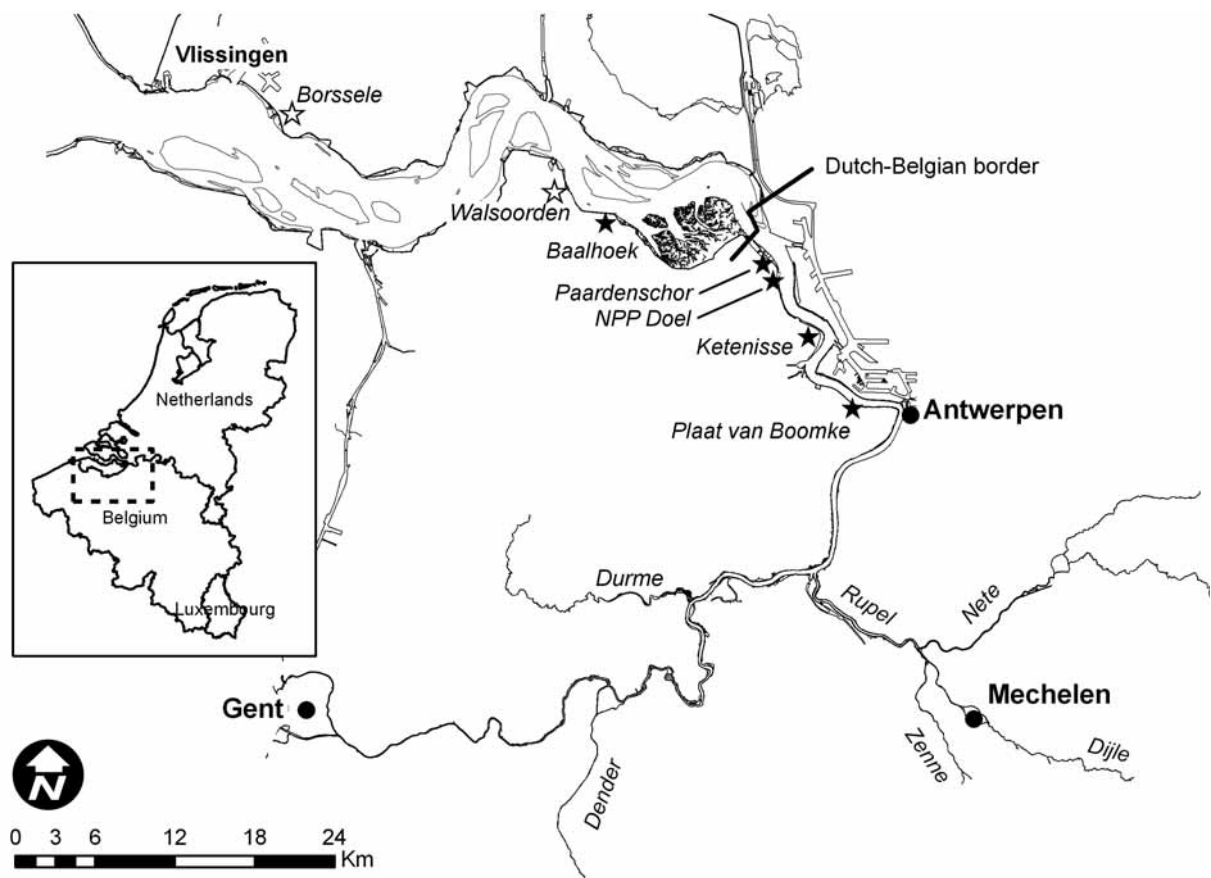 Vlissingen
Borssele
Dutch-Belgian border
Walsoorden
Baalhoek
Paardenschor
NPP Doel
Ketenisse
Netherlands
Antwerpen
Plaat van Boomke
Belgium
Durme
Rupel
Nete
Luxembourg
Gent
Mechelen
Zenne
Dijle
Dender
N
0 3 6 12 18 24
Km